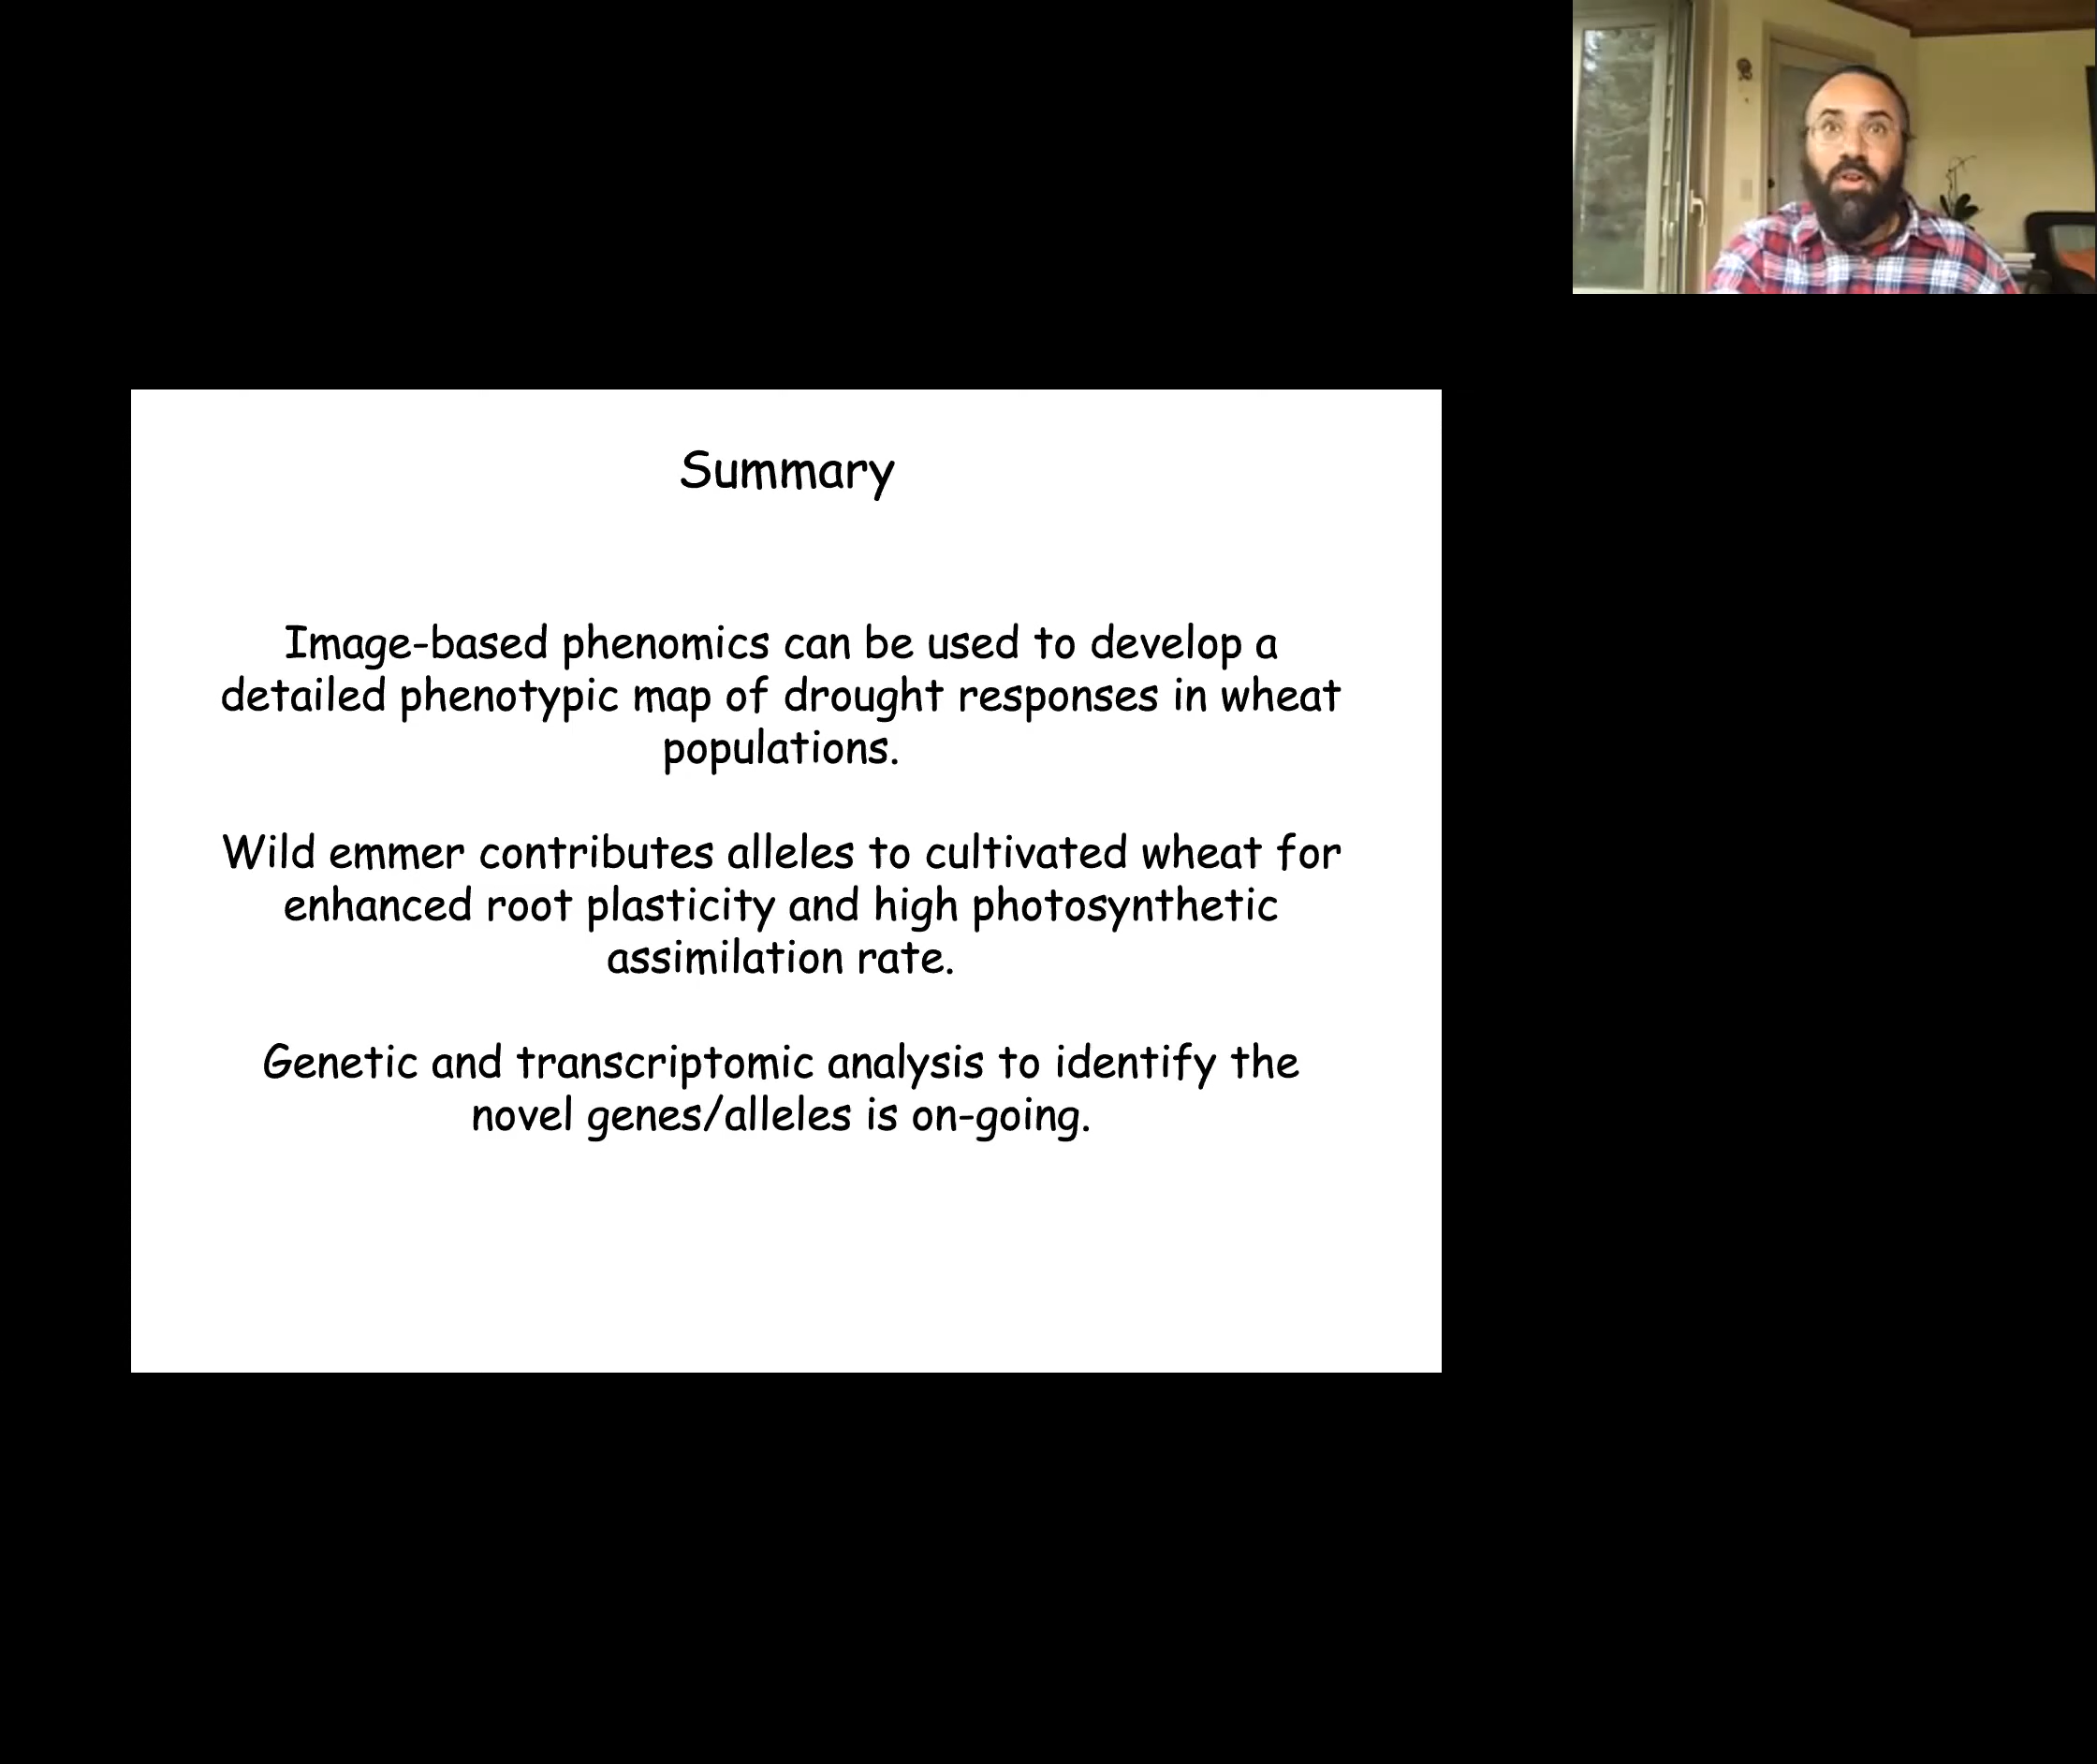 Summary
Image-based phenomics can be used to develop a
detailed phenotypic map of drought responses in wheat
populations.
Wild emmer contributes alleles to cultivated wheat for
enhanced root plasticity and high photosynthetic
assimilation rate.
Genetic and transcriptomic analysis to identify the
novel genes/alleles is on-going.